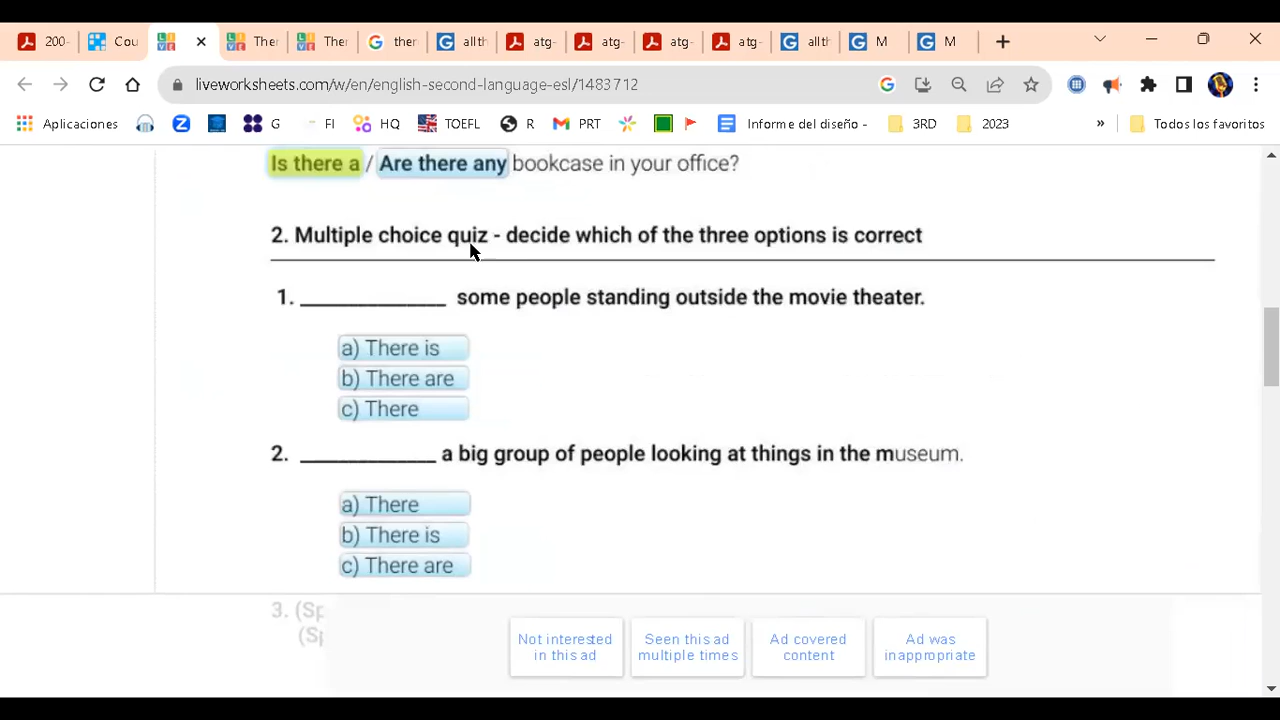 200-
Cou
Ther
Ther
ther
allth
atg-
atg-
atg-
atg-
allth
M
M
liveworksheets.com/w/en/english-second-language-esl/1483712
Aplicaciones
G
FI
HQ
TOEFL
R
PRT
Informe del diseño -
3RD
2023
»
Todos los favoritos
Is there a / Are there any bookcase in your office?
2. Multiple choice quiz - decide which of the three options is correct
1. ______________ some people standing outside the movie theater.
a) There is
b) There are
c) There
2. _____________ a big group of people looking at things in the museum.
a) There
b) There is
c) There are
3. (Sp
(Sp
Not interested
in this ad
Seen this ad
multiple times
Ad covered
content
Ad was
inappropriate